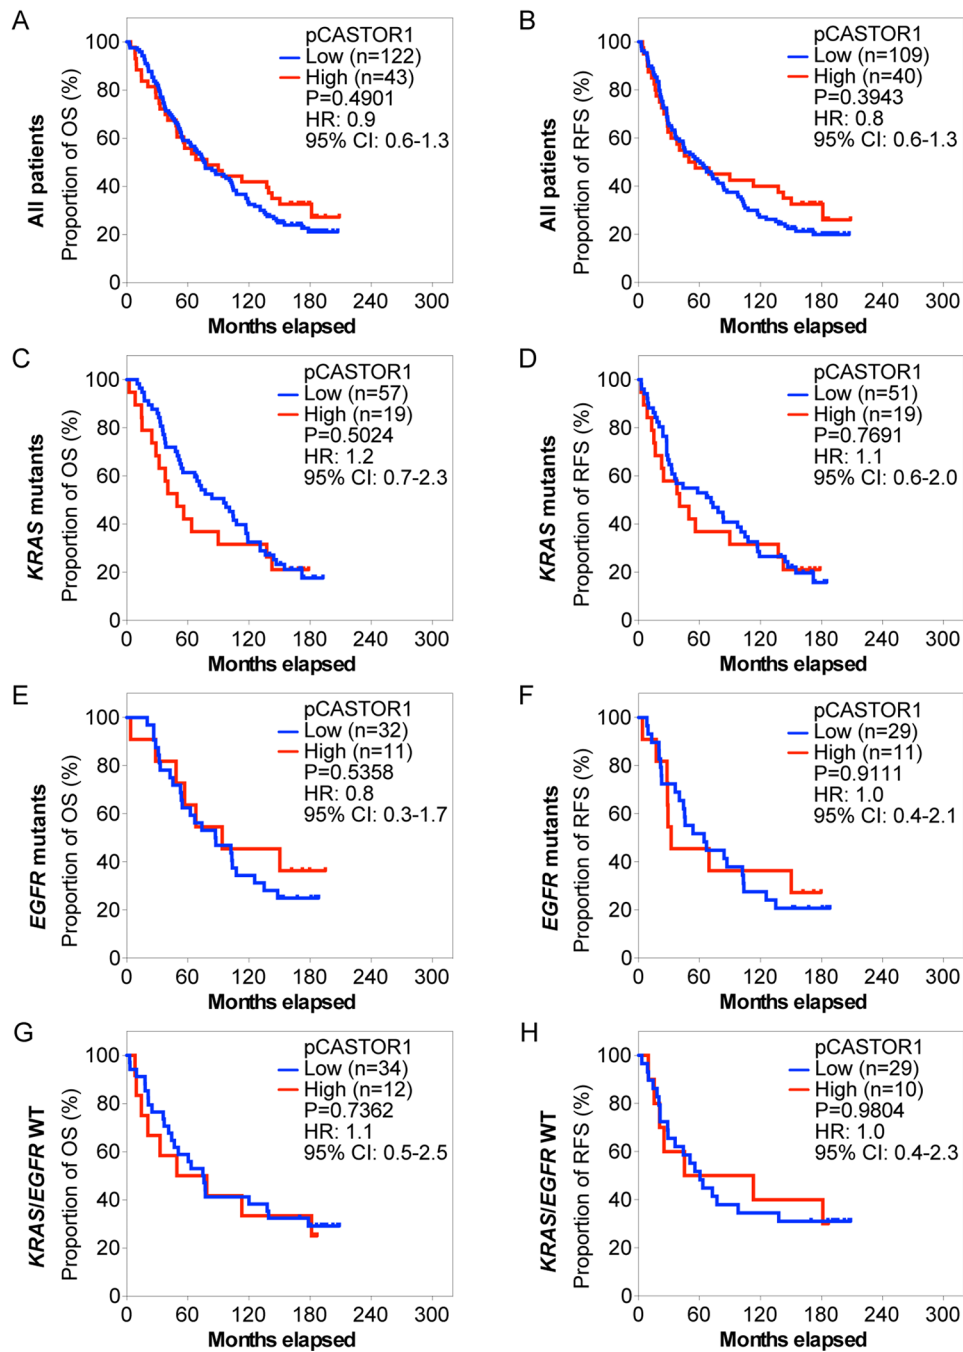 A
All patients
Proportion of OS (%)
100
80
60
40
20
0
pCASTOR1
Low (n=122)
High (n=43)
P=0.4901
HR: 0.9
95% CI: 0.6-1.3
0 60 120 180 240 300
Months elapsed
B
All patients
Proportion of RFS (%)
100
80
60
40
20
0
pCASTOR1
Low (n=109)
High (n=40)
P=0.3943
HR: 0.8
95% CI: 0.6-1.3
0 60 120 180 240 300
Months elapsed
C
KRAS mutants
Proportion of OS (%)
100
80
60
40
20
0
pCASTOR1
Low (n=57)
High (n=19)
P=0.5024
HR: 1.2
95% CI: 0.7-2.3
0 60 120 180 240 300
Months elapsed
D
KRAS mutants
Proportion of RFS (%)
100
80
60
40
20
0
pCASTOR1
Low (n=51)
High (n=19)
P=0.7691
HR: 1.1
95% CI: 0.6-2.0
0 60 120 180 240 300
Months elapsed
E
EGFR mutants
Proportion of OS (%)
100
80
60
40
20
0
pCASTOR1
Low (n=32)
High (n=11)
P=0.5358
HR: 0.8
95% CI: 0.3-1.7
0 60 120 180 240 300
Months elapsed
F
EGFR mutants
Proportion of RFS (%)
100
80
60
40
20
0
pCASTOR1
Low (n=29)
High (n=11)
P=0.9111
HR: 1.0
95% CI: 0.4-2.1
0 60 120 180 240 300
Months elapsed
G
KRAS/EGFR WT
Proportion of OS (%)
100
80
60
40
20
0
pCASTOR1
Low (n=34)
High (n=12)
P=0.7362
HR: 1.1
95% CI: 0.5-2.5
0 60 120 180 240 300
Months elapsed
H
KRAS/EGFR WT
Proportion of RFS (%)
100
80
60
40
20
0
pCASTOR1
Low (n=29)
High (n=10)
P=0.9804
HR: 1.0
95% CI: 0.4-2.3
0 60 120 180 240 300
Months elapsed